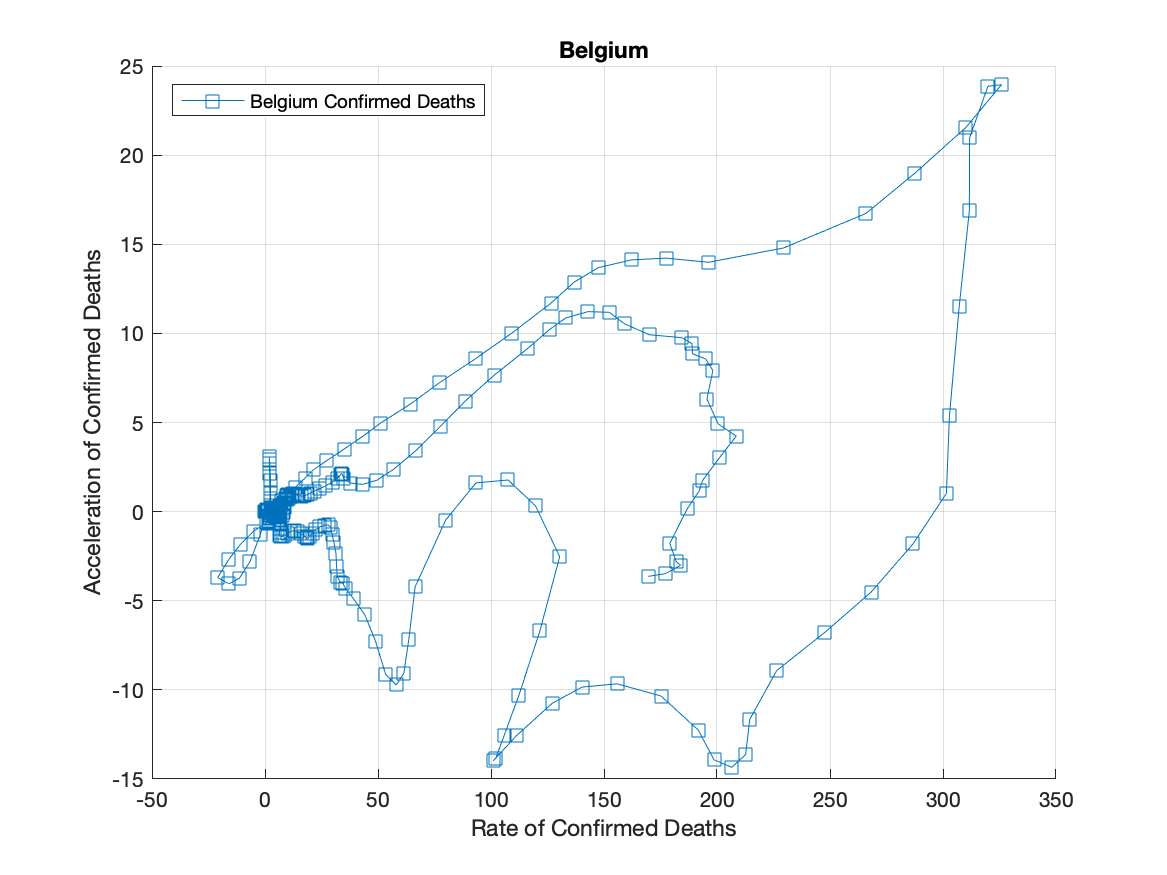 Belgium
25
Belgium Confirmed Deaths
20
15
10
5
0
-5
-10
-15
Acceleration of Confirmed Deaths
-50 0 50 100 150 200 250 300 350
Rate of Confirmed Deaths